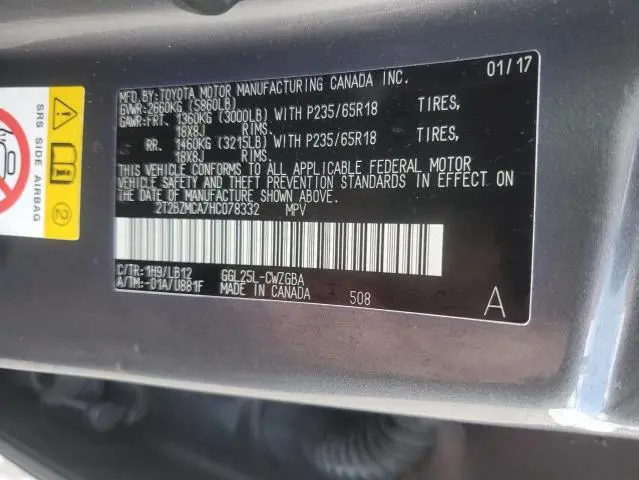 MFD. BY: TOYOTA MOTOR MANUFACTURING CANADA INC. 01/17
GVWR: 2660KG (5860LB)
GAWR: FRT. 1360KG (3000LB) WITH P235/65R18 TIRES,
18X8J RIMS.
RR. 1460KG (3215LB) WITH P235/65R18 TIRES,
18X8J RIMS.
THIS VEHICLE CONFORMS TO ALL APPLICABLE FEDERAL MOTOR
VEHICLE SAFETY AND THEFT PREVENTION STANDARDS IN EFFECT ON
THE DATE OF MANUFACTURE SHOWN ABOVE.
2T2BZMCA7HC078332 MPV
C/TR: 1H9/LB12 GGL25L-CWZGBA
A/TM: -01A/U881F MADE IN CANADA 508 A
SRS SIDE AIRBAG
2